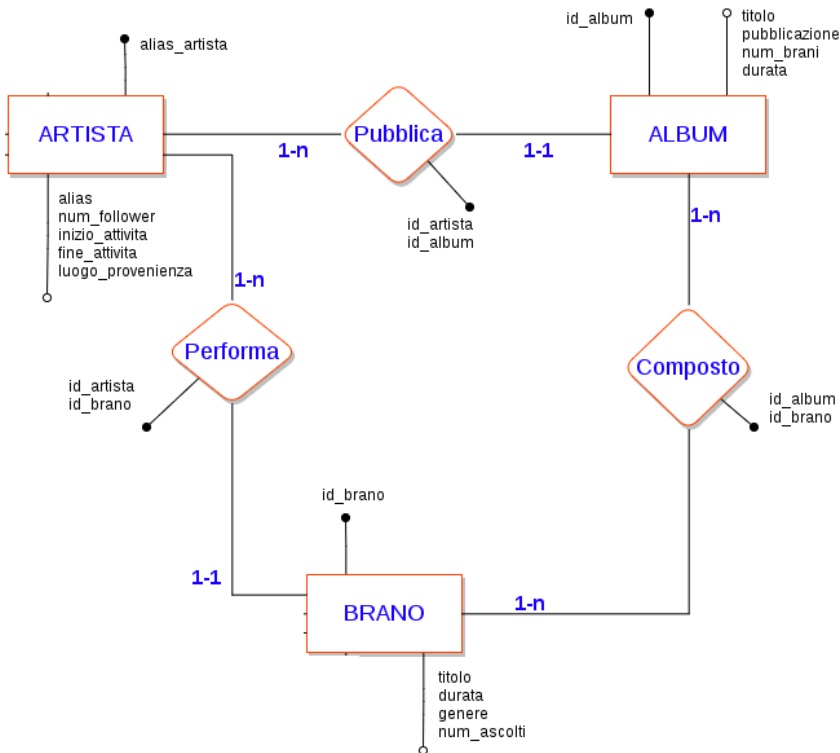 alias_artista
id_album
titolo
pubblicazione
num_brani
durata
ARTISTA
Pubblica
ALBUM
1-n
1-1
alias
num_follower
inizio_attivita
fine_attivita
luogo_provenienza
id_artista
id_album
1-n
1-n
Performa
Composto
id_artista
id_brano
id_album
id_brano
id_brano
1-1
BRANO
1-n
titolo
durata
genere
num_ascolti